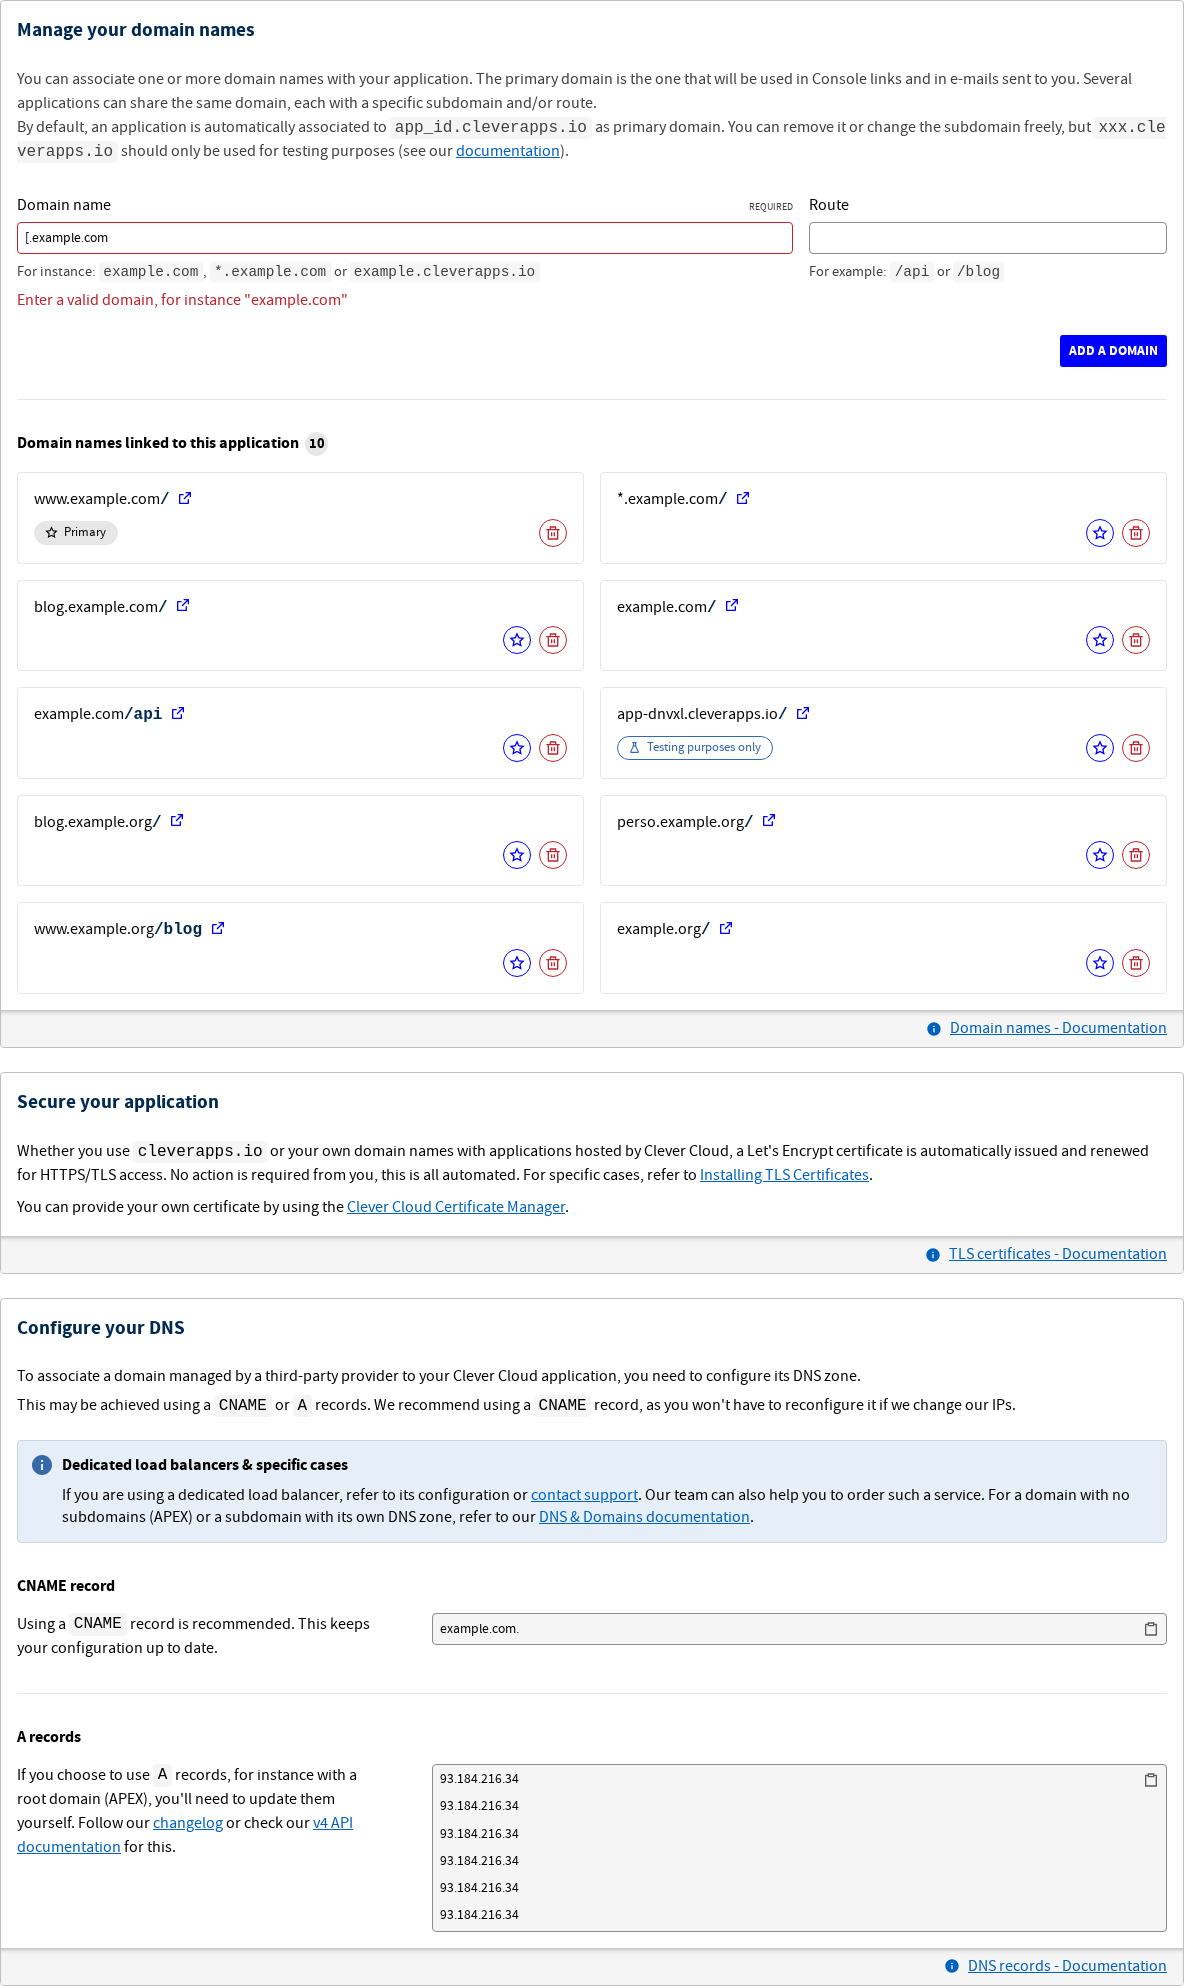 Manage your domain names
You can associate one or more domain names with your application. The primary domain is the one that will be used in Console links and in e-mails sent to you. Several
applications can share the same domain, each with a specific subdomain and/or route.
By default, an application is automatically associated to app_id.cleverapps.io as primary domain. You can remove it or change the subdomain freely, but xxx.cle
verapps.io should only be used for testing purposes (see our documentation).
Domain name REQUIRED Route
[.example.com
For instance: example.com, *.example.com or example.cleverapps.io For example: /api or /blog
Enter a valid domain, for instance "example.com"
ADD A DOMAIN
Domain names linked to this application 10
www.example.com/ *.example.com/
Primary
blog.example.com/ example.com/
example.com/api app-dnvxl.cleverapps.io/
Testing purposes only
blog.example.org/ perso.example.org/
www.example.org/blog example.org/
Domain names - Documentation
Secure your application
Whether you use cleverapps.io or your own domain names with applications hosted by Clever Cloud, a Let's Encrypt certificate is automatically issued and renewed
for HTTPS/TLS access. No action is required from you, this is all automated. For specific cases, refer to Installing TLS Certificates.
You can provide your own certificate by using the Clever Cloud Certificate Manager.
TLS certificates - Documentation
Configure your DNS
To associate a domain managed by a third-party provider to your Clever Cloud application, you need to configure its DNS zone.
This may be achieved using a CNAME or A records. We recommend using a CNAME record, as you won't have to reconfigure it if we change our IPs.
Dedicated load balancers & specific cases
If you are using a dedicated load balancer, refer to its configuration or contact support. Our team can also help you to order such a service. For a domain with no
subdomains (APEX) or a subdomain with its own DNS zone, refer to our DNS & Domains documentation.
CNAME record
Using a CNAME record is recommended. This keeps
your configuration up to date.
example.com.
A records
If you choose to use A records, for instance with a
root domain (APEX), you'll need to update them
yourself. Follow our changelog or check our v4 API
documentation for this.
93.184.216.34
93.184.216.34
93.184.216.34
93.184.216.34
93.184.216.34
93.184.216.34
DNS records - Documentation